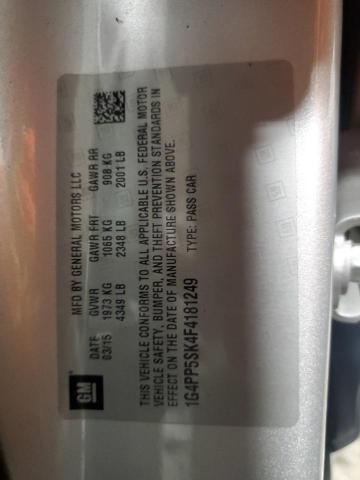 GM
MFD BY GENERAL MOTORS LLC
DATE GVWR GAWR FRT GAWR RR
03/15 1973 KG 1065 KG 908 KG
4349 LB 2348 LB 2001 LB
THIS VEHICLE CONFORMS TO ALL APPLICABLE U.S. FEDERAL MOTOR
VEHICLE SAFETY, BUMPER, AND THEFT PREVENTION STANDARDS IN
EFFECT ON THE DATE OF MANUFACTURE SHOWN ABOVE.
1G4PP5SK4F4181249 TYPE: PASS CAR